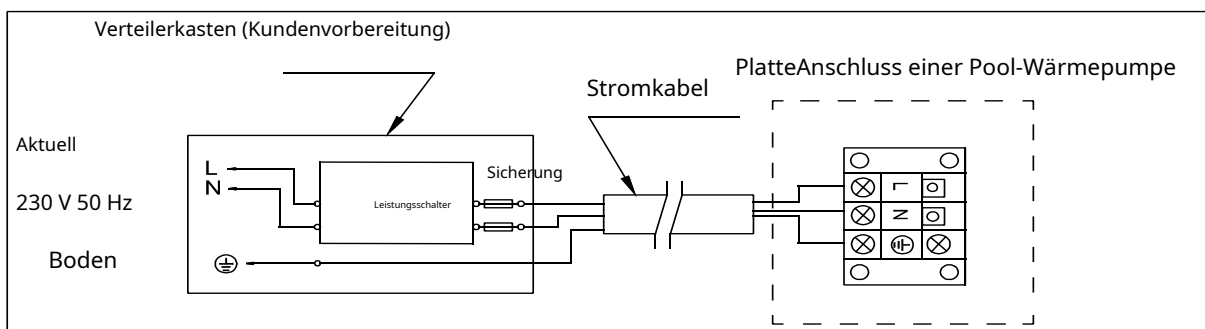 Verteilerkasten (Kundenvorbereitung)
PlatteAnschluss einer Pool-Wärmepumpe
Stromkabel
Aktuell
L
N
Sicherung
230 V 50 Hz
Leistungsschalter
Boden
L
N